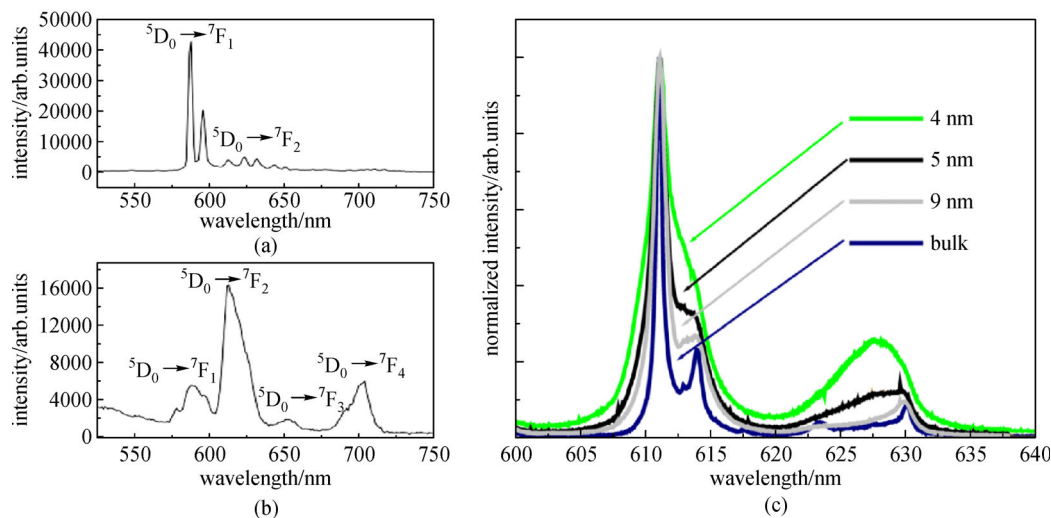 (a)
50000
40000
30000
20000
10000
0
intensity/arb.units
⁵D₀ → ⁷F₁
⁵D₀ → ⁷F₂
550 600 650 700 750
wavelength/nm
(a)
16000
12000
8000
4000
0
intensity/arb.units
⁵D₀ → ⁷F₂
⁵D₀ → ⁷F₁
⁵D₀ → ⁷F₄
⁵D₀ → ⁷F₃
550 600 650 700 750
wavelength/nm
(b)
normalized intensity/arb.units
4 nm
5 nm
9 nm
bulk
600 605 610 615 620 625 630 635 640
wavelength/nm
(c)